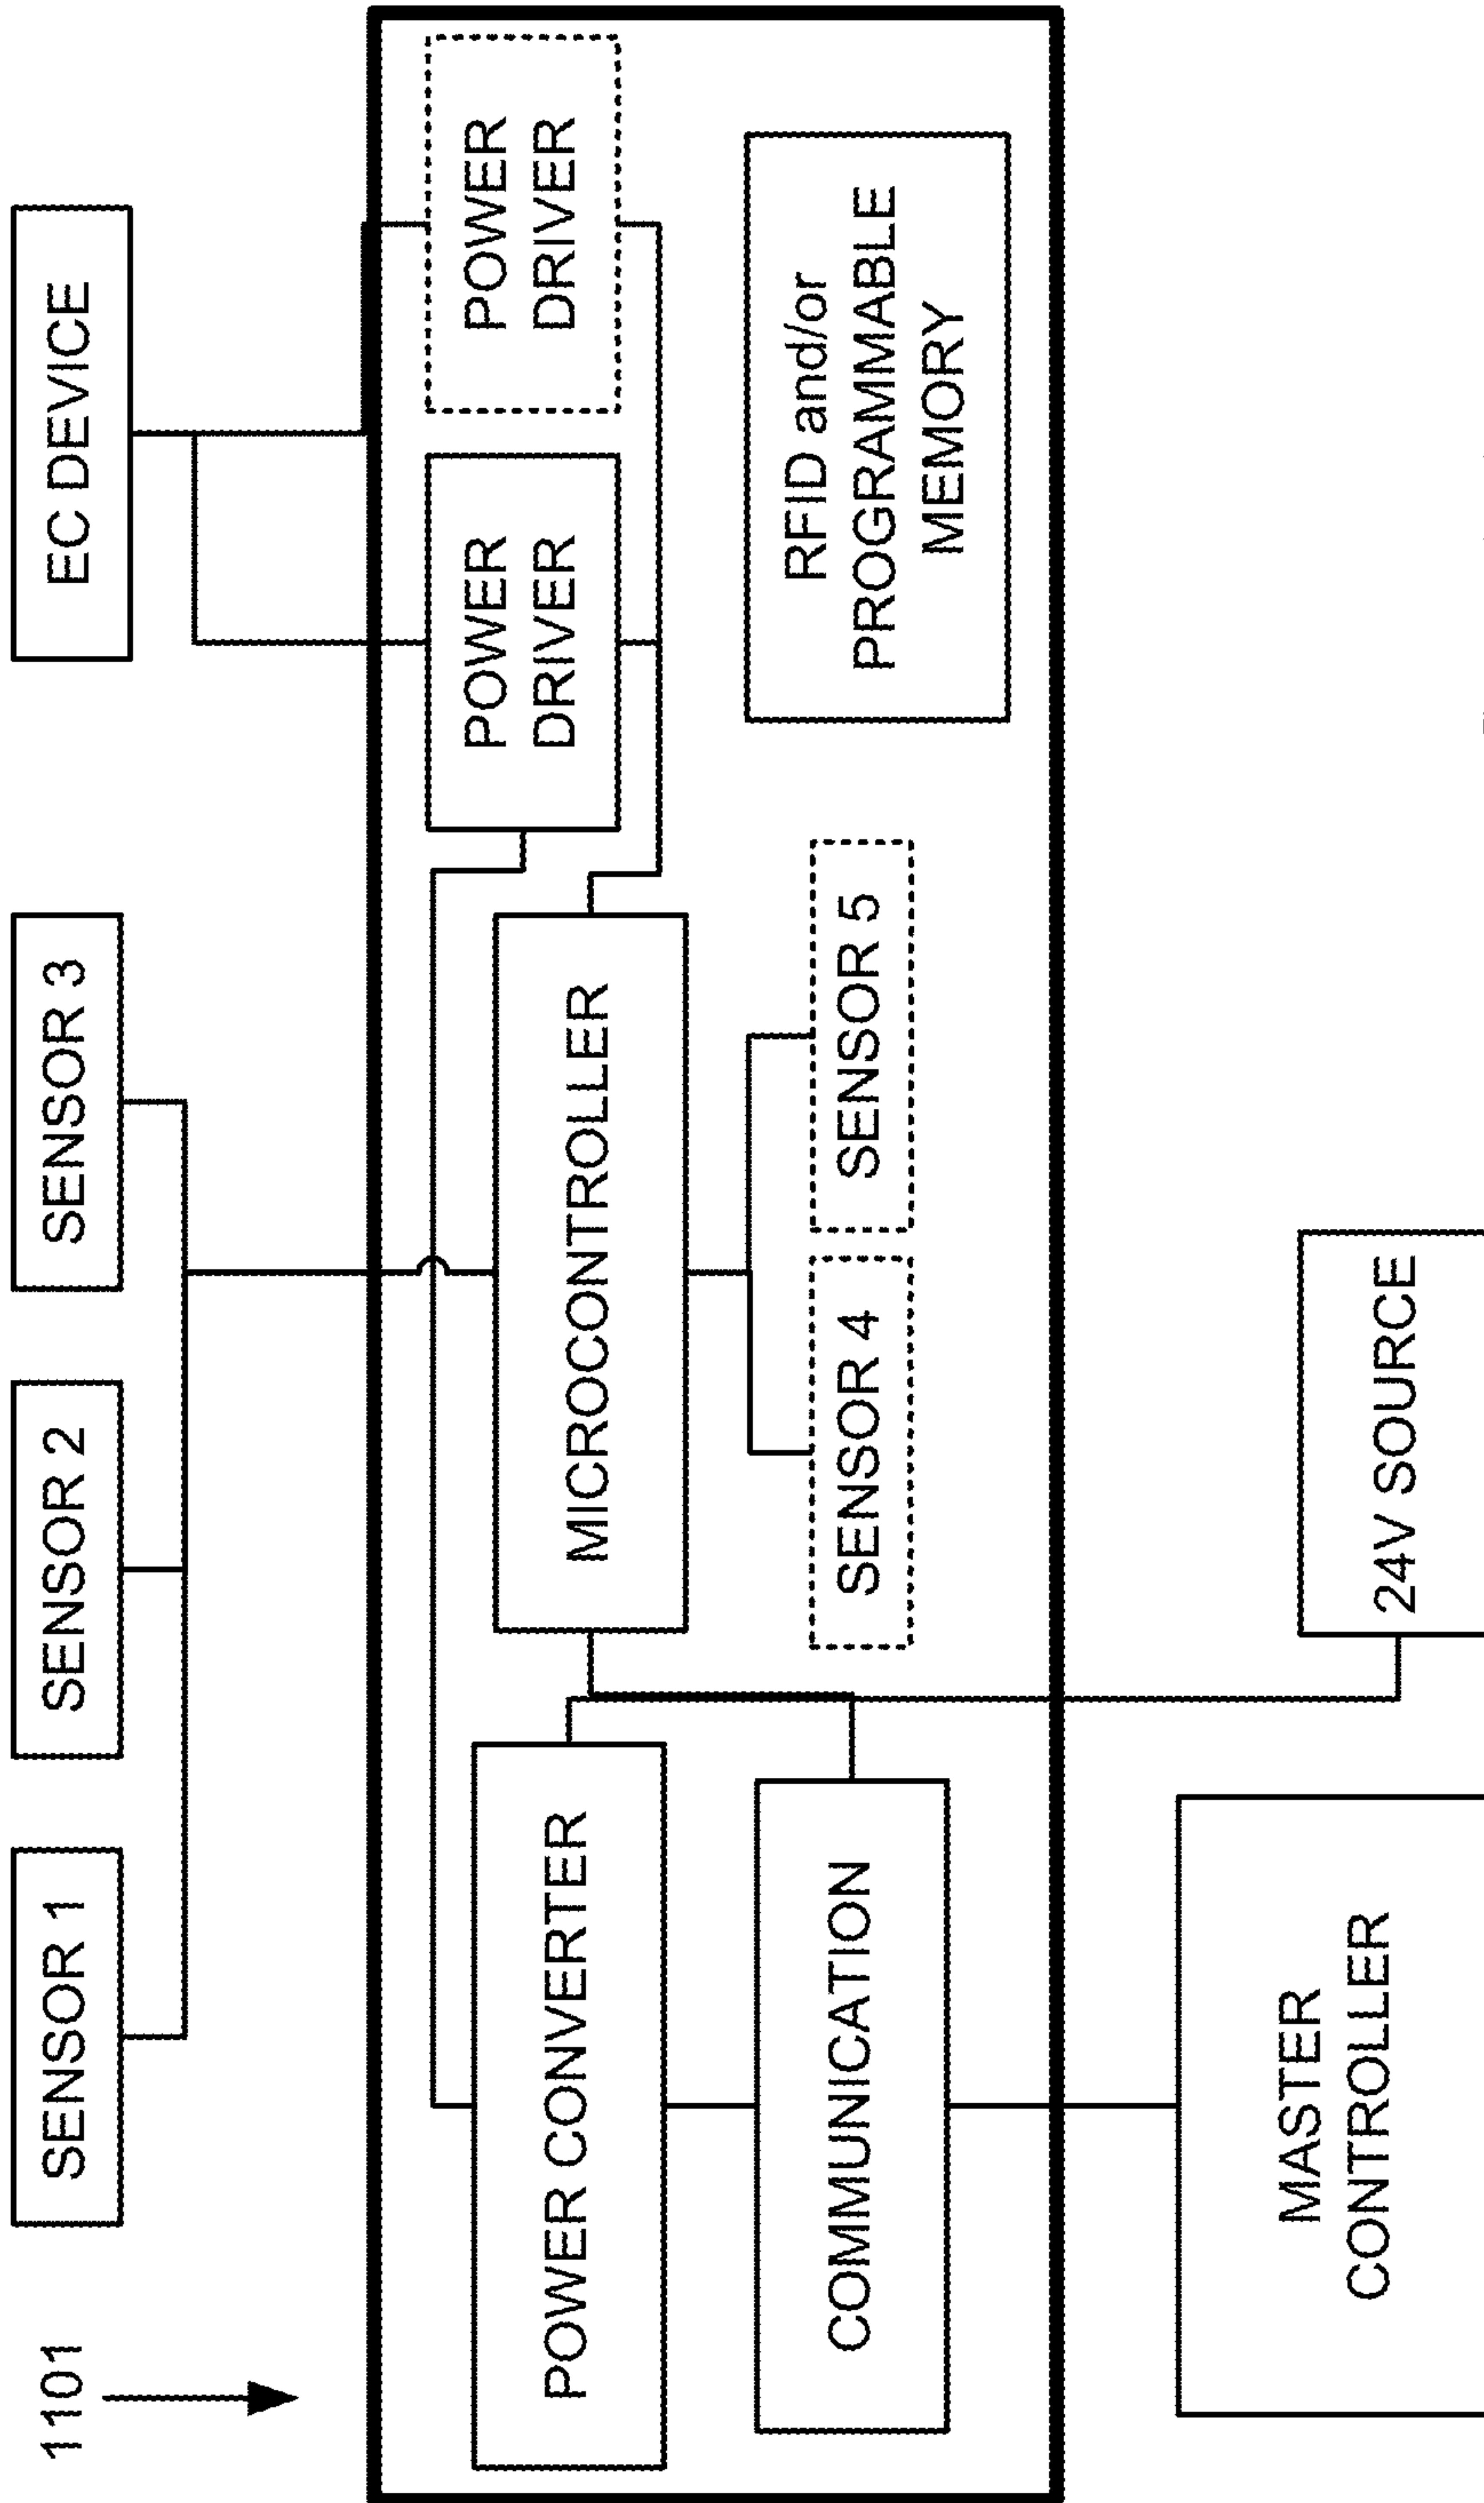 1101
SENSOR 1
SENSOR 2
SENSOR 3
EC DEVICE
POWER CONVERTER
MICROCONTROLLER
POWER
DRIVER
POWER
DRIVER
COMMUNICATION
SENSOR 4
SENSOR 5
RFID and/or
PROGRAMMABLE
MEMORY
MASTER
CONTROLLER
24V SOURCE